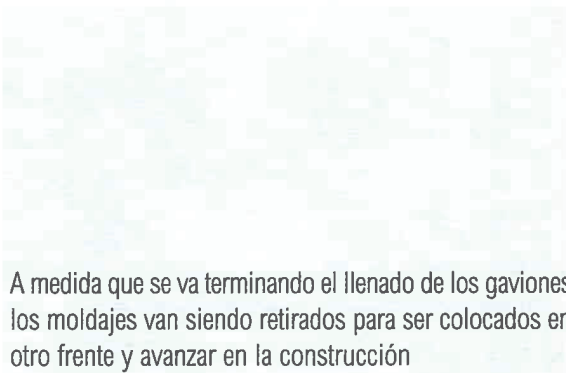 A medida que se va terminando el llenado de los gaviones
los moldajes van siendo retirados para ser colocados en
otro frente y avanzar en la construcción